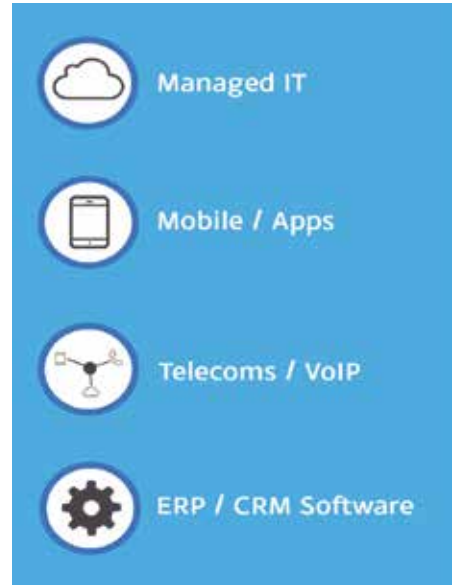 Managed IT
Mobile / Apps
Telecoms / VoIP
ERP / CRM Software